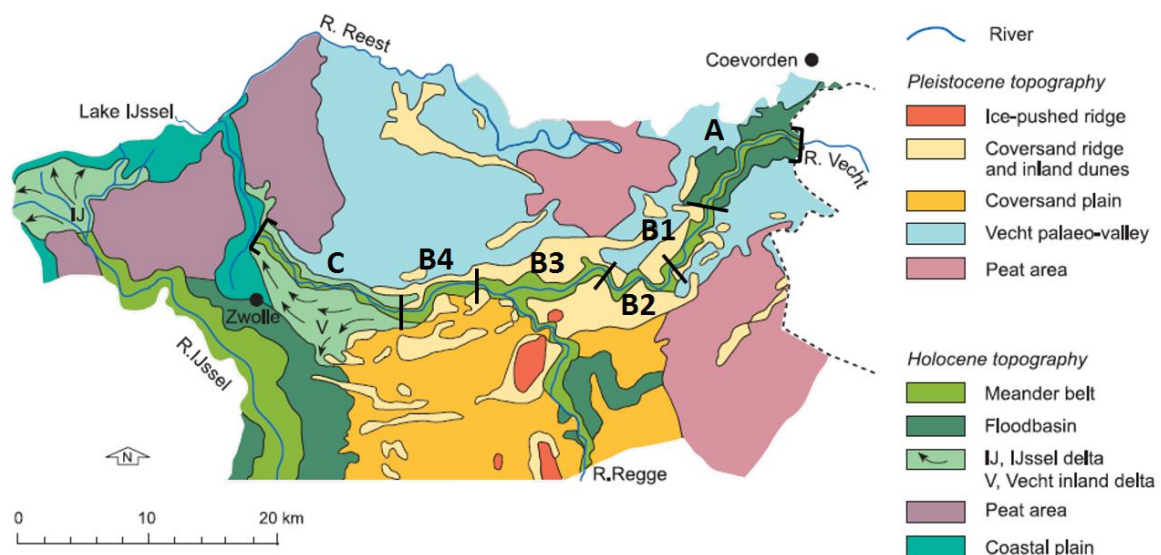 R. Reest
Coevorden
Lake IJssel
A
R. Vecht
IJ
B1
B4
B3
C
B2
Zwolle
V
R.IJssel
N
R.Regge
0 10 20 km
River
Pleistocene topography
Ice-pushed ridge
Coversand ridge
and inland dunes
Coversand plain
Vecht palaeo-valley
Peat area
Holocene topography
Meander belt
Floodbasin
IJ, IJssel delta
V, Vecht inland delta
Peat area
Coastal plain